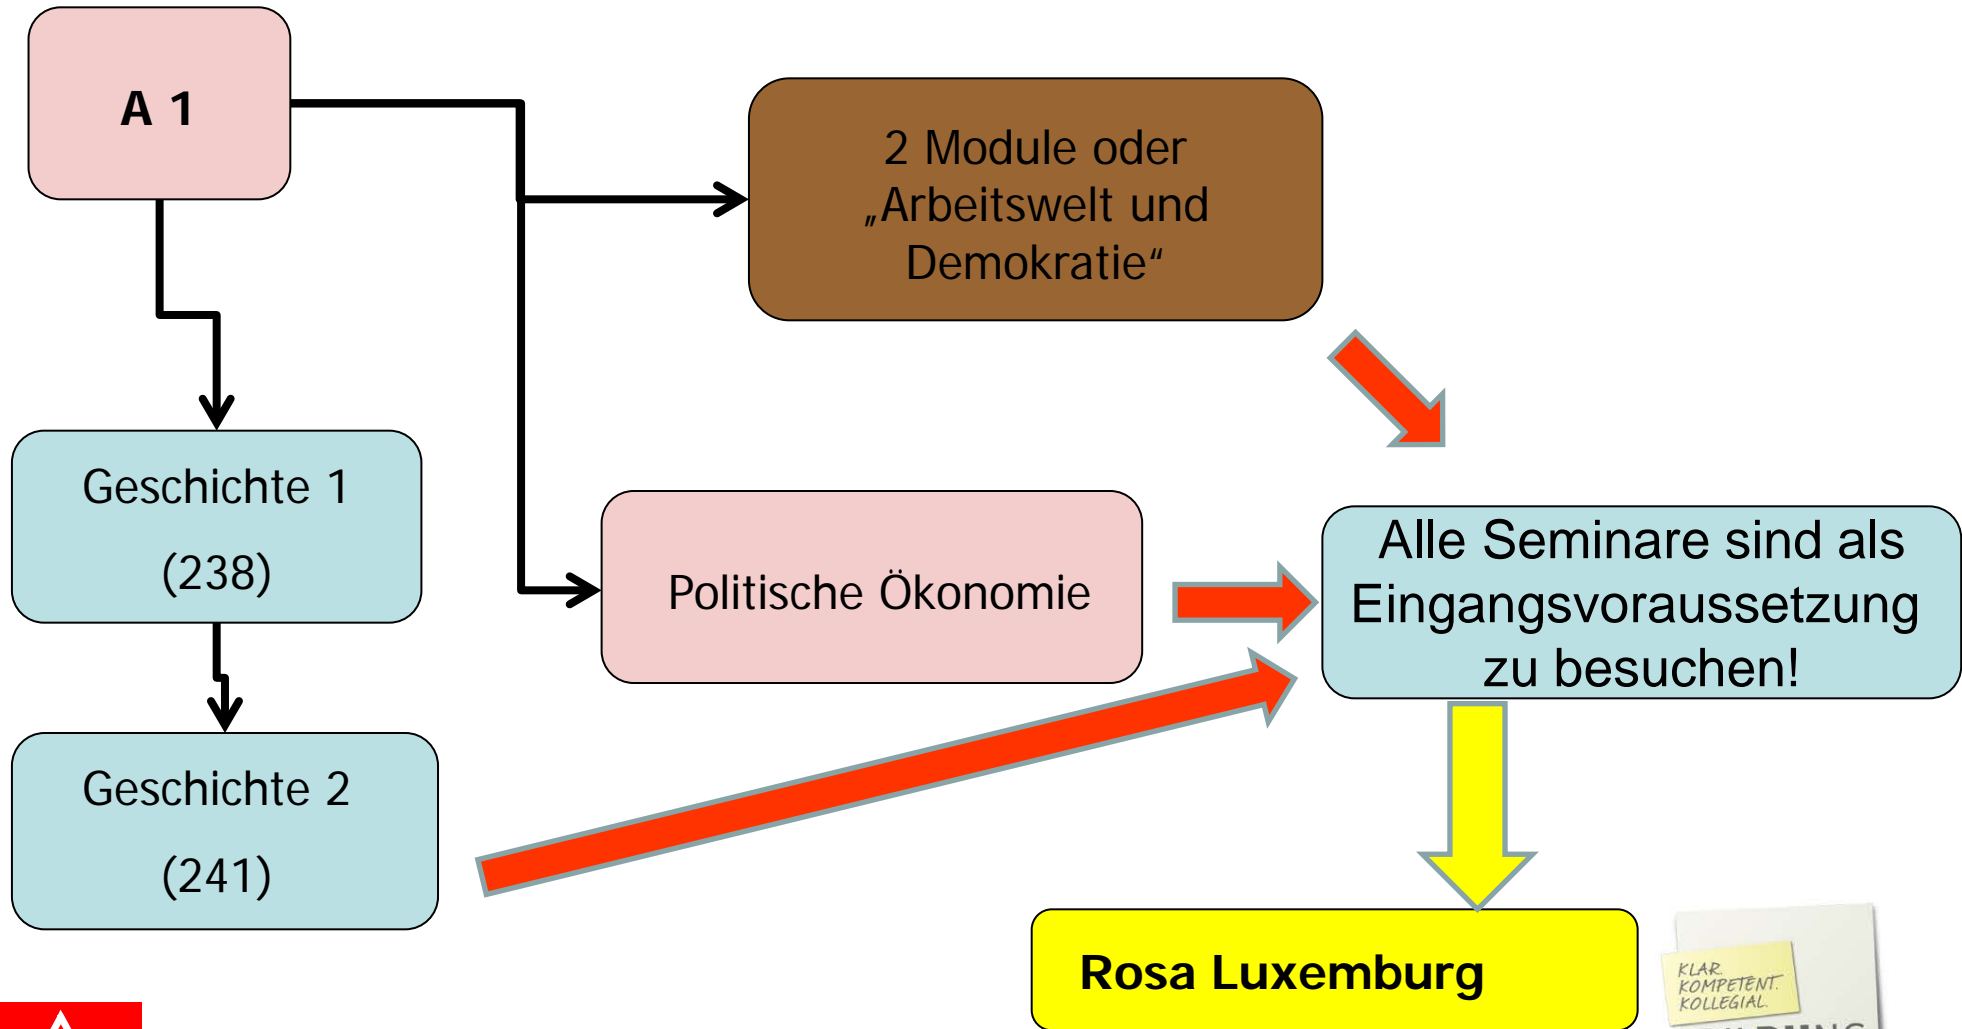 A 1
2 Module oder
„Arbeitswelt und
Demokratie“
Geschichte 1
(238)
Politische Ökonomie
Alle Seminare sind als
Eingangsvoraussetzung
zu besuchen!
Geschichte 2
(241)
Rosa Luxemburg
KLAR.
KOMPETENT.
KOLLEGIAL.